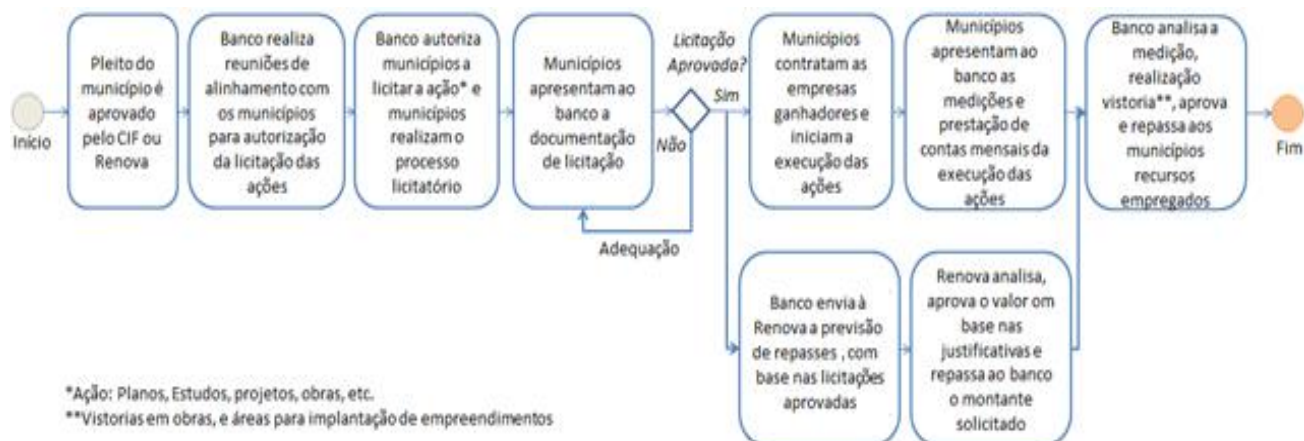 Início
Pleito do
município é
aprovado
pelo CIF ou
Renova
Banco realiza
reuniões de
alinhamento com
os municípios
para autorização
da licitação das
ações
Banco autoriza
municípios a
licitar a ação* e
municípios
realizam o
processo
licitatório
Municípios
apresentam ao
banco a
documentação
de licitação
Licitação
Aprovada?
Sim
Não
Adequação
Municípios
contratam as
empresas
ganhadores e
iniciam a
execução das
ações
Municípios
apresentam ao
banco as
medições e
prestação de
contas mensais da
execução das
ações
Banco analisa a
medição,
realização
vistoria**, aprova
e repassa aos
municípios
recursos
empregados
Fim
Banco envia à
Renova a previsão
de repasses , com
base nas licitações
aprovadas
Renova analisa,
aprova o valor om
base nas
justificativas e
repassa ao banco
o montante
solicitado
*Ação: Planos, Estudos, projetos, obras, etc.
**Vistorias em obras, e áreas para implantação de empreendimentos